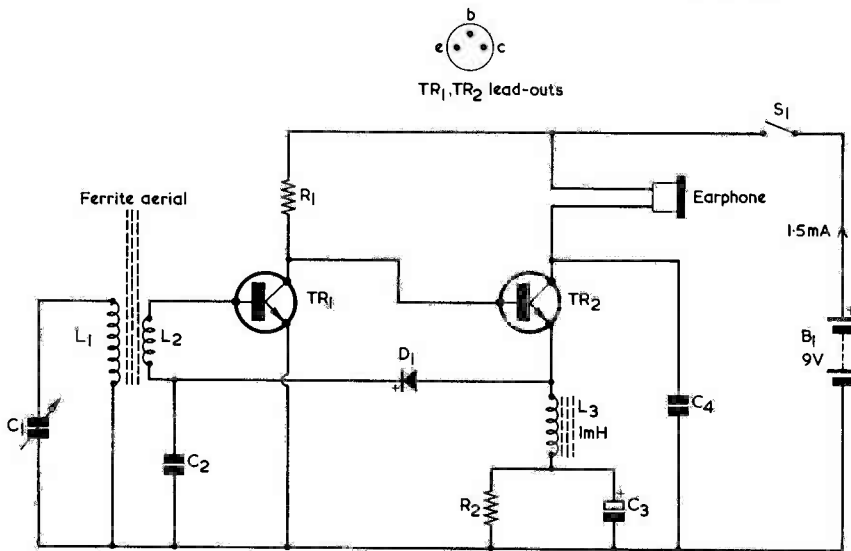 b
e c
TR1,TR2 lead-outs
S1
Ferrite aerial
R1
Earphone
1·5mA
TR1
TR2
L1 L2
B1
9V
D1
+
+
C1
L3
1mH
C4
C2
R2
+
C3